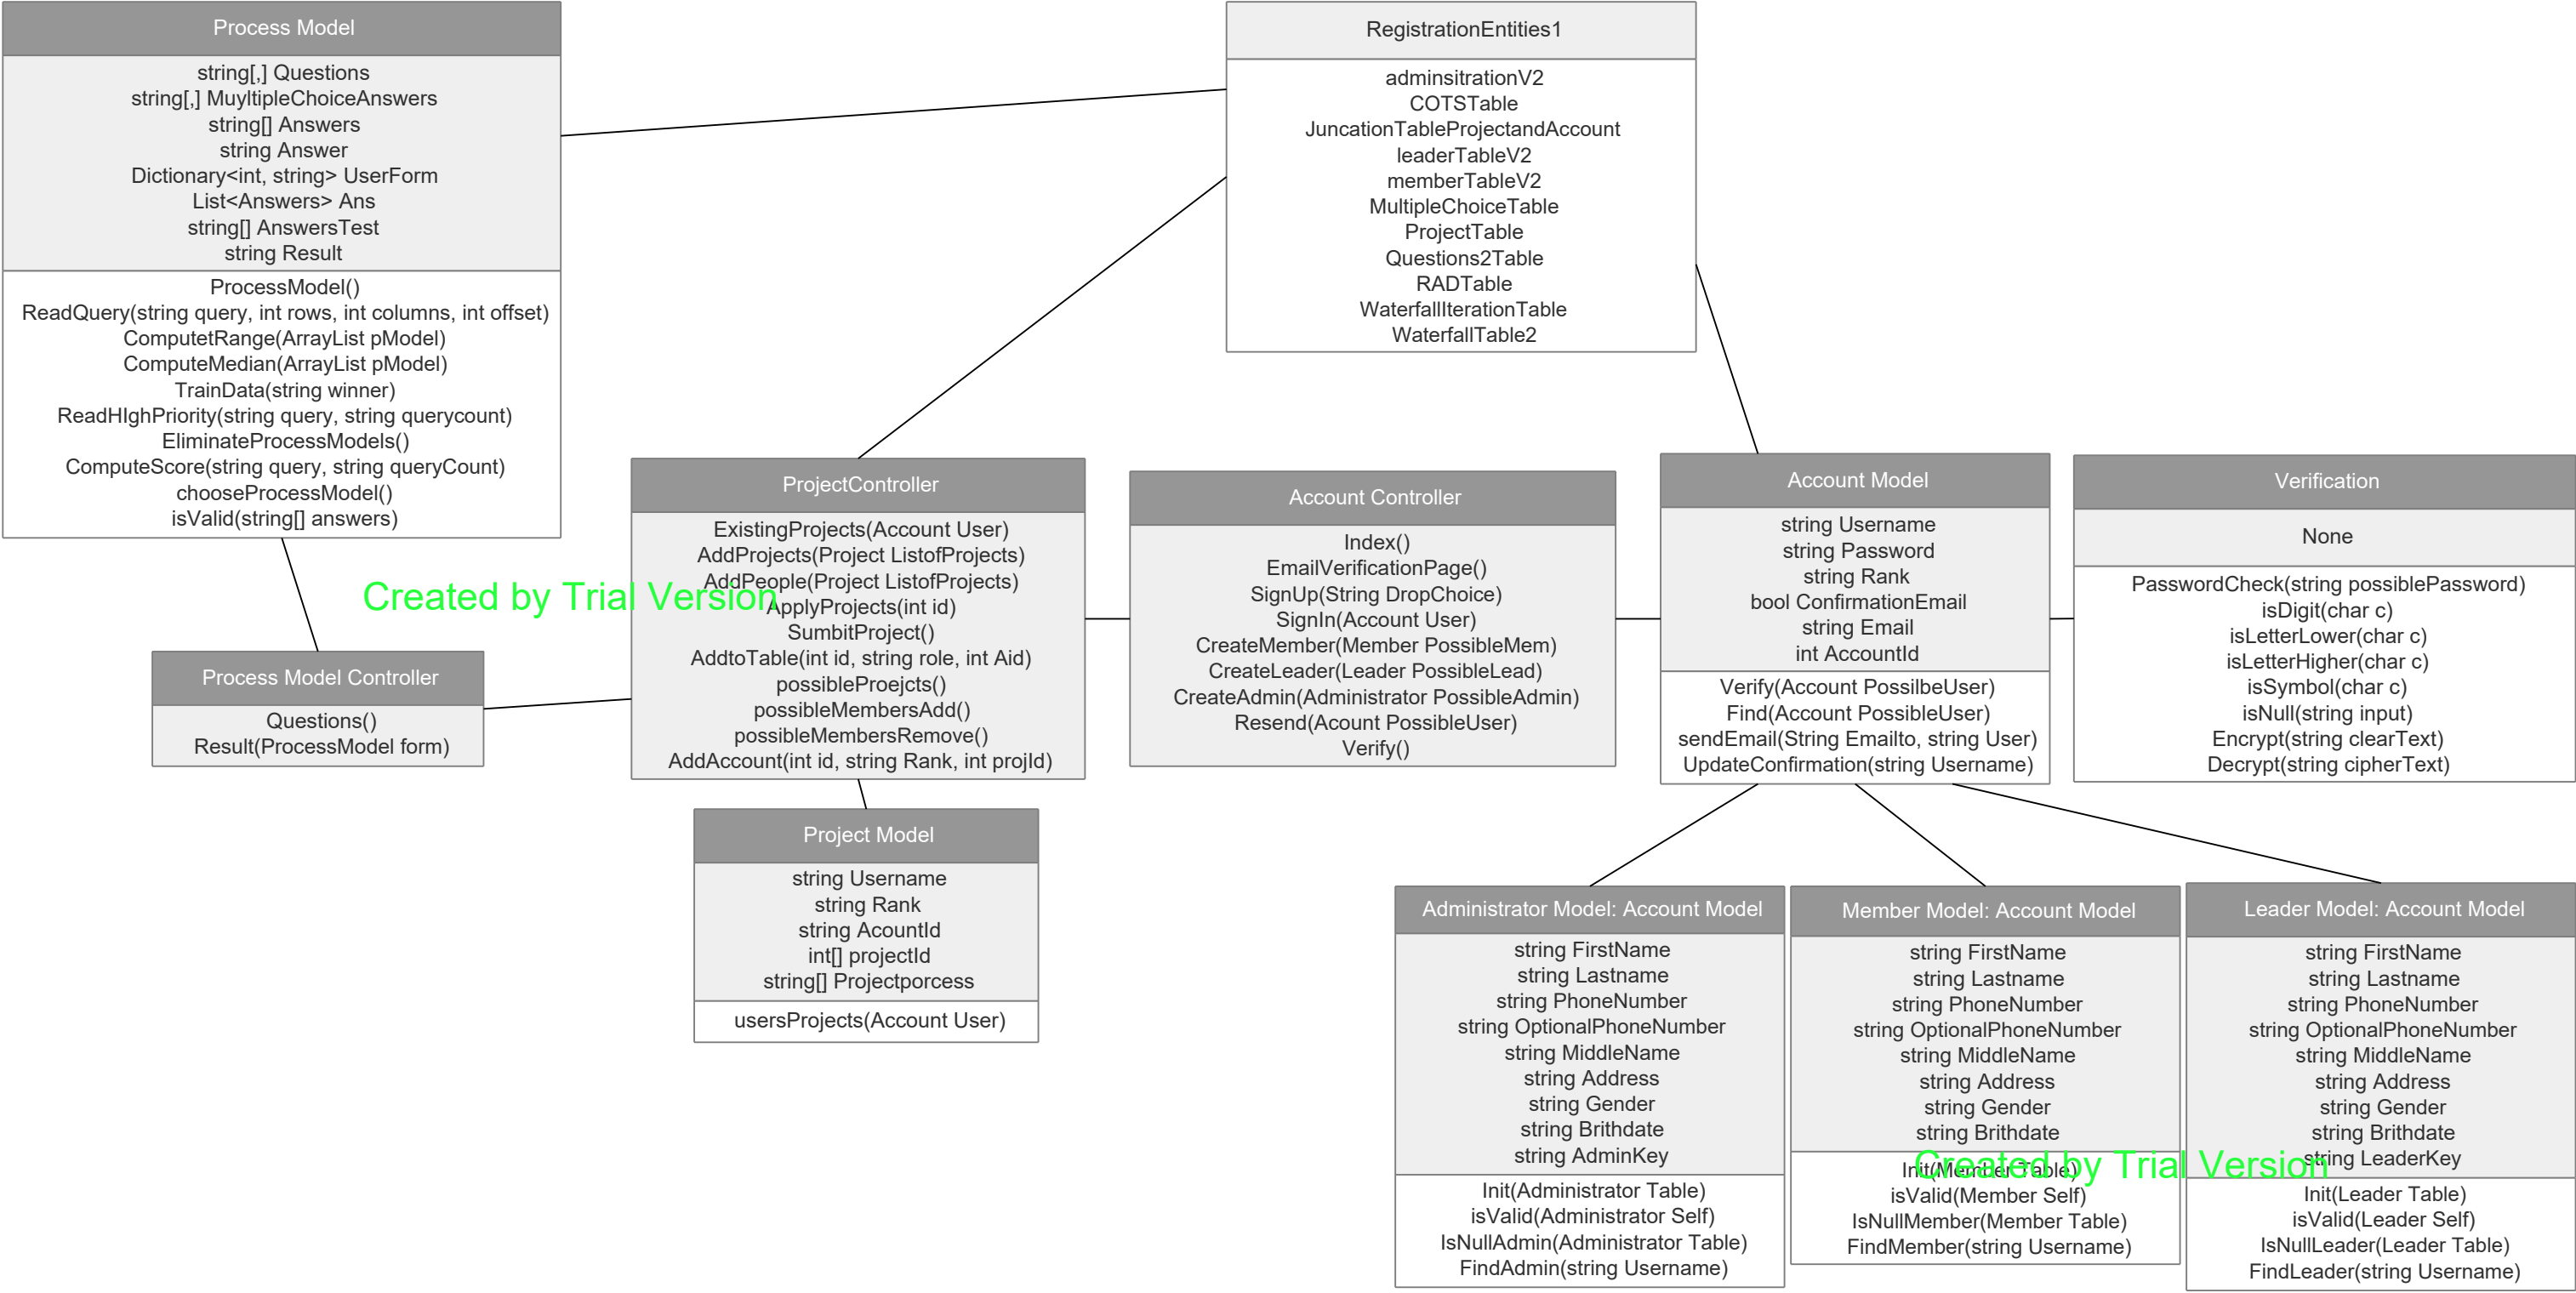 Process Model
string[,] Questions
string[,] MuyltipleChoiceAnswers
string[] Answers
string Answer
Dictionary<int, string> UserForm
List<Answers> Ans
string[] AnswersTest
string Result
ProcessModel()
ReadQuery(string query, int rows, int columns, int offset)
ComputetRange(ArrayList pModel)
ComputeMedian(ArrayList pModel)
TrainData(string winner)
ReadHIghPriority(string query, string querycount)
EliminateProcessModels()
ComputeScore(string query, string queryCount)
chooseProcessModel()
isValid(string[] answers)
RegistrationEntities1
adminsitrationV2
COTSTable
JuncationTableProjectandAccount
leaderTableV2
memberTableV2
MultipleChoiceTable
ProjectTable
Questions2Table
RADTable
WaterfallIterationTable
WaterfallTable2
Process Model Controller
Questions()
Result(ProcessModel form)
ProjectController
ExistingProjects(Account User)
AddProjects(Project ListofProjects)
AddPeople(Project ListofProjects)
ApplyProjects(int id)
SumbitProject()
AddtoTable(int id, string role, int Aid)
possibleProejcts()
possibleMembersAdd()
possibleMembersRemove()
AddAccount(int id, string Rank, int projId)
Created by Trial Version
Account Controller
Index()
EmailVerificationPage()
SignUp(String DropChoice)
SignIn(Account User)
CreateMember(Member PossibleMem)
CreateLeader(Leader PossibleLead)
CreateAdmin(Administrator PossibleAdmin)
Resend(Acount PossibleUser)
Verify()
Account Model
string Username
string Password
string Rank
bool ConfirmationEmail
string Email
int AccountId
Verify(Account PossilbeUser)
Find(Account PossibleUser)
sendEmail(String Emailto, string User)
UpdateConfirmation(string Username)
Verification
None
PasswordCheck(string possiblePassword)
isDigit(char c)
isLetterLower(char c)
isLetterHigher(char c)
isSymbol(char c)
isNull(string input)
Encrypt(string clearText)
Decrypt(string cipherText)
Project Model
string Username
string Rank
string AcountId
int[] projectId
string[] Projectporcess
usersProjects(Account User)
Administrator Model: Account Model
string FirstName
string Lastname
string PhoneNumber
string OptionalPhoneNumber
string MiddleName
string Address
string Gender
string Brithdate
string AdminKey
Init(Administrator Table)
isValid(Administrator Self)
IsNullAdmin(Administrator Table)
FindAdmin(string Username)
Member Model: Account Model
string FirstName
string Lastname
string PhoneNumber
string OptionalPhoneNumber
string MiddleName
string Address
string Gender
string Brithdate
Init(Member Table)
isValid(Member Self)
IsNullMember(Member Table)
FindMember(string Username)
Leader Model: Account Model
string FirstName
string Lastname
string PhoneNumber
string OptionalPhoneNumber
string MiddleName
string Address
string Gender
string Brithdate
string LeaderKey
Init(Leader Table)
isValid(Leader Self)
IsNullLeader(Leader Table)
FindLeader(string Username)
Created by Trial Version